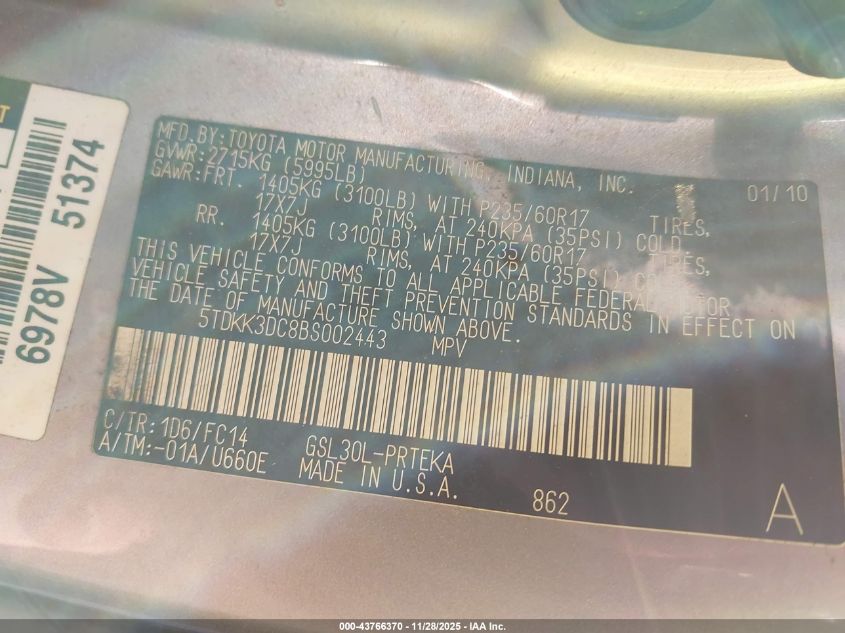 MFD.BY:TOYOTA MOTOR MANUFACTURING, INDIANA, INC. 01/10
GVWR:2715KG (5995LB)
GAWR:FRT. 1405KG (3100LB) WITH P235/60R17 TIRES,
17X7J RIMS, AT 240KPA (35PSI) COLD
RR. 1405KG (3100LB) WITH P235/60R17 TIRES,
17X7J RIMS, AT 240KPA (35PSI) COLD
THIS VEHICLE CONFORMS TO ALL APPLICABLE FEDERAL MOTOR
VEHICLE SAFETY AND THEFT PREVENTION STANDARDS IN EFFECT ON
THE DATE OF MANUFACTURE SHOWN ABOVE.
5TDKK3DC8BS002443 MPV
C/TR:1D6/FC14 GSL30L-PRTEKA
A/TM:-01A/U660E MADE IN U.S.A.
862 A
6978V 51374
000-43766370 - 11/28/2025 - IAA Inc.